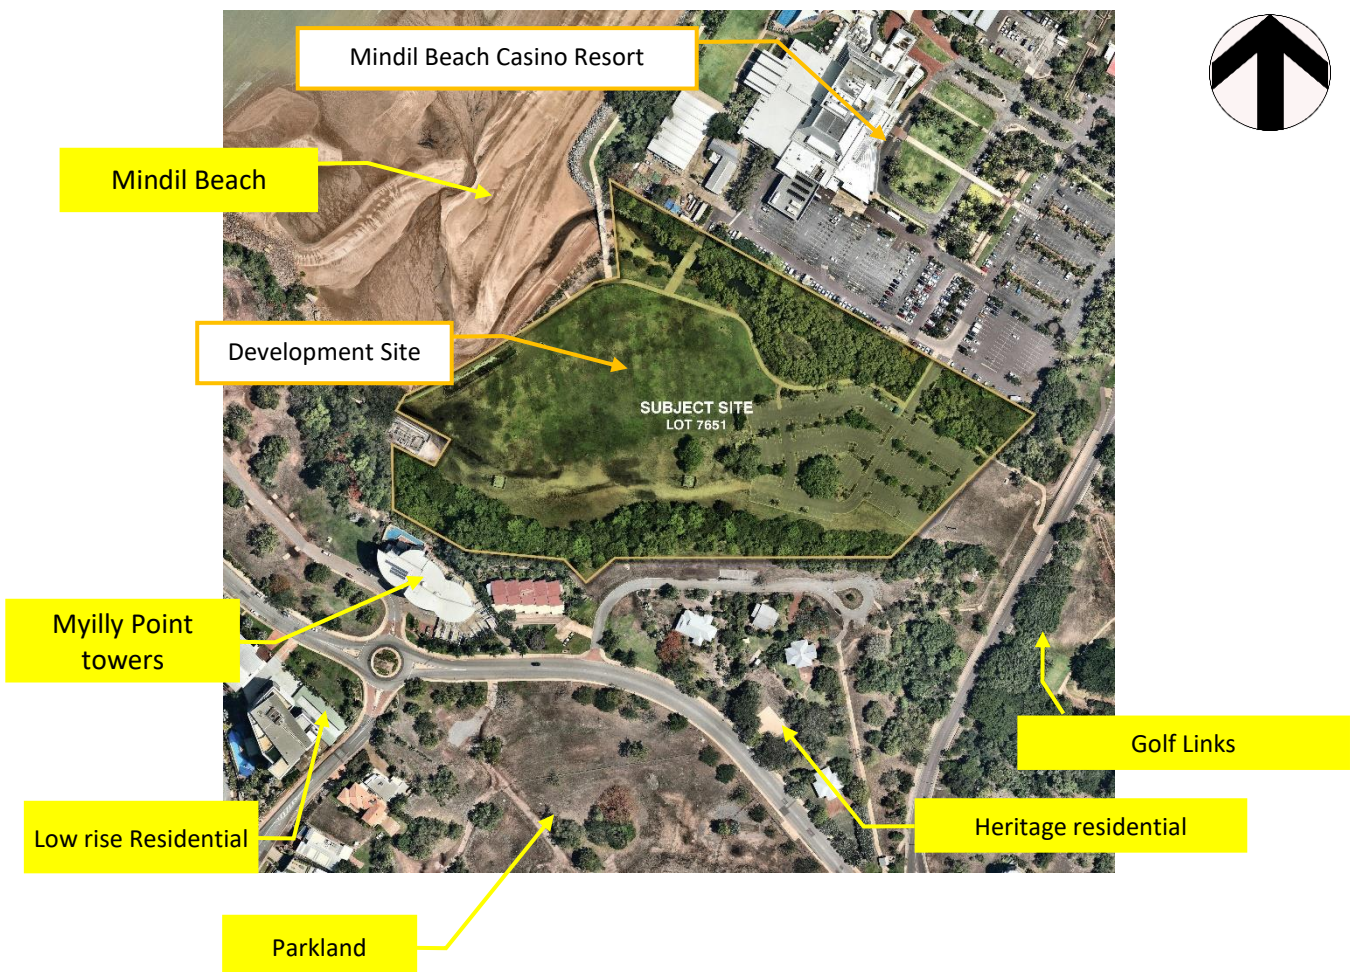 Mindil Beach Casino Resort
Mindil Beach
Development Site
SUBJECT SITE
LOT 7651
Myilly Point
towers
Golf Links
Heritage residential
Low rise Residential
Parkland